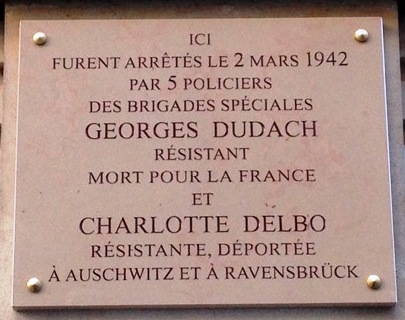 ICI
FURENT ARRÊTÉS LE 2 MARS 1942
PAR 5 POLICIERS
DES BRIGADES SPÉCIALES
GEORGES DUDACH
RÉSISTANT
MORT POUR LA FRANCE
ET
CHARLOTTE DELBO
RÉSISTANTE, DÉPORTÉE
À AUSCHWITZ ET À RAVENSBRÜCK